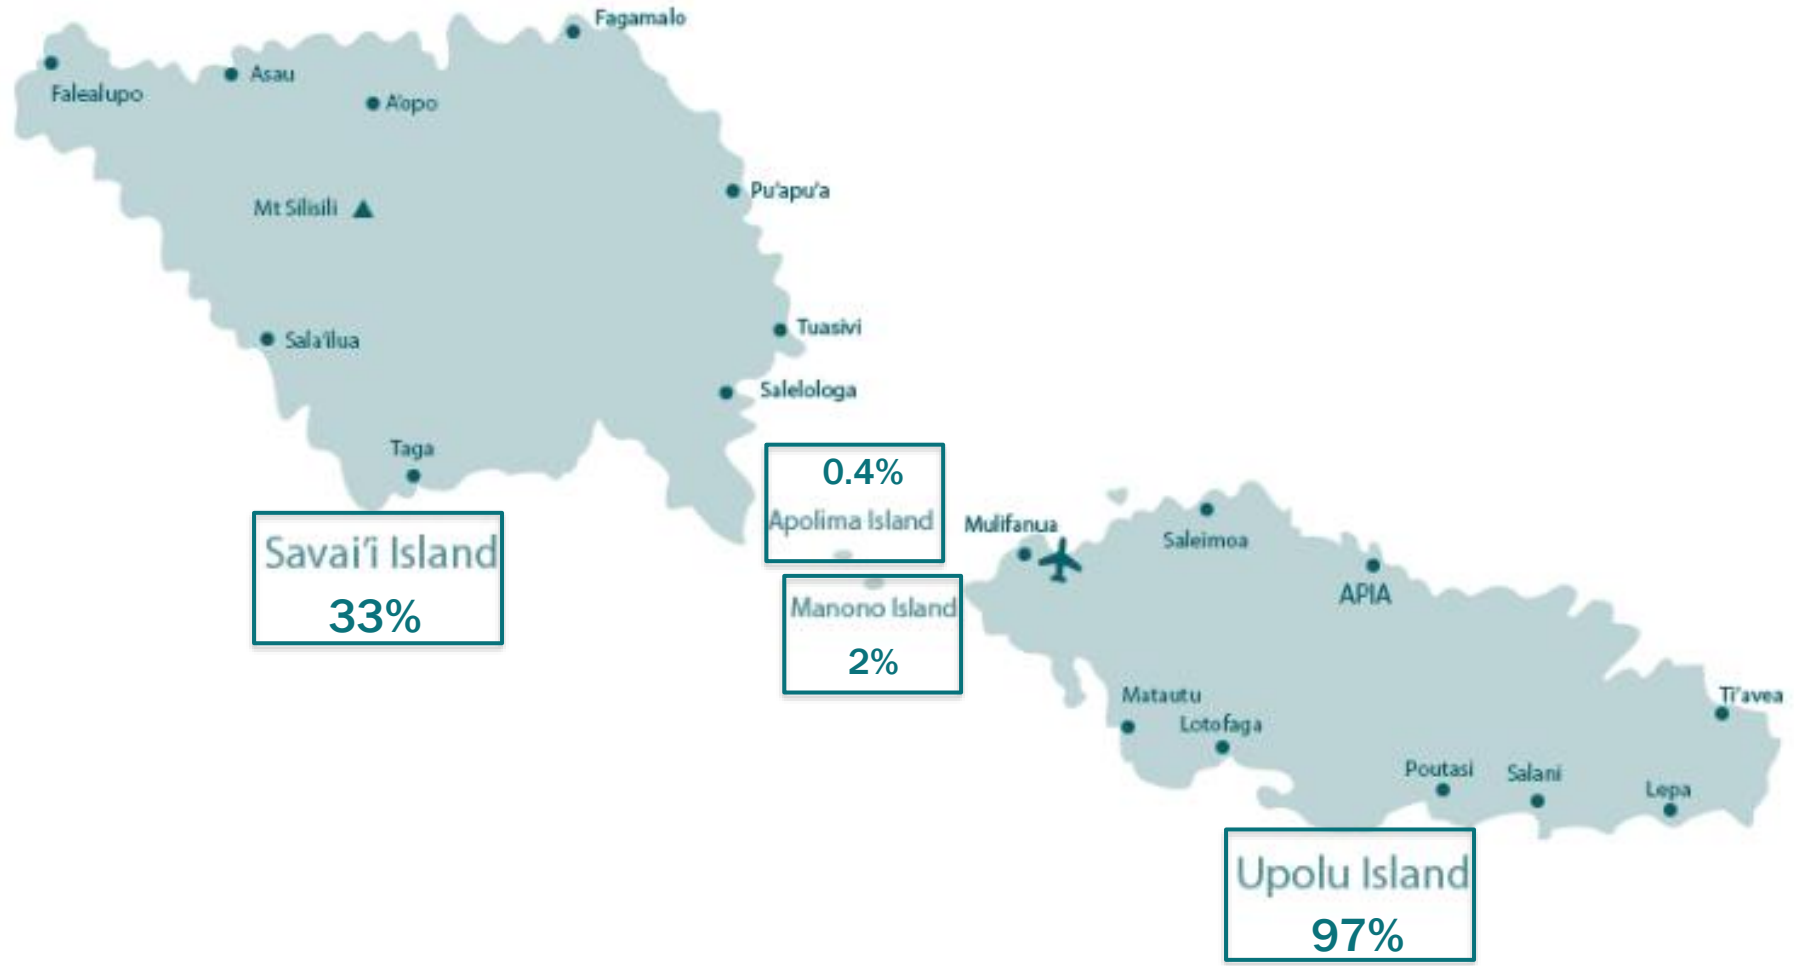 Fagamalo
Falealupo
Asau
A'opo
Pu'apu'a
Mt Silisili
Tuasivi
Sala'ilua
Salelologa
Taga
0.4%
Apolima Island
Savai'i Island
33%
Manono Island
2%
Mulifanua
Saleimoa
APIA
Matautu
Lotofaga
Ti'avea
Poutasi
Salani
Lepa
Upolu Island
97%